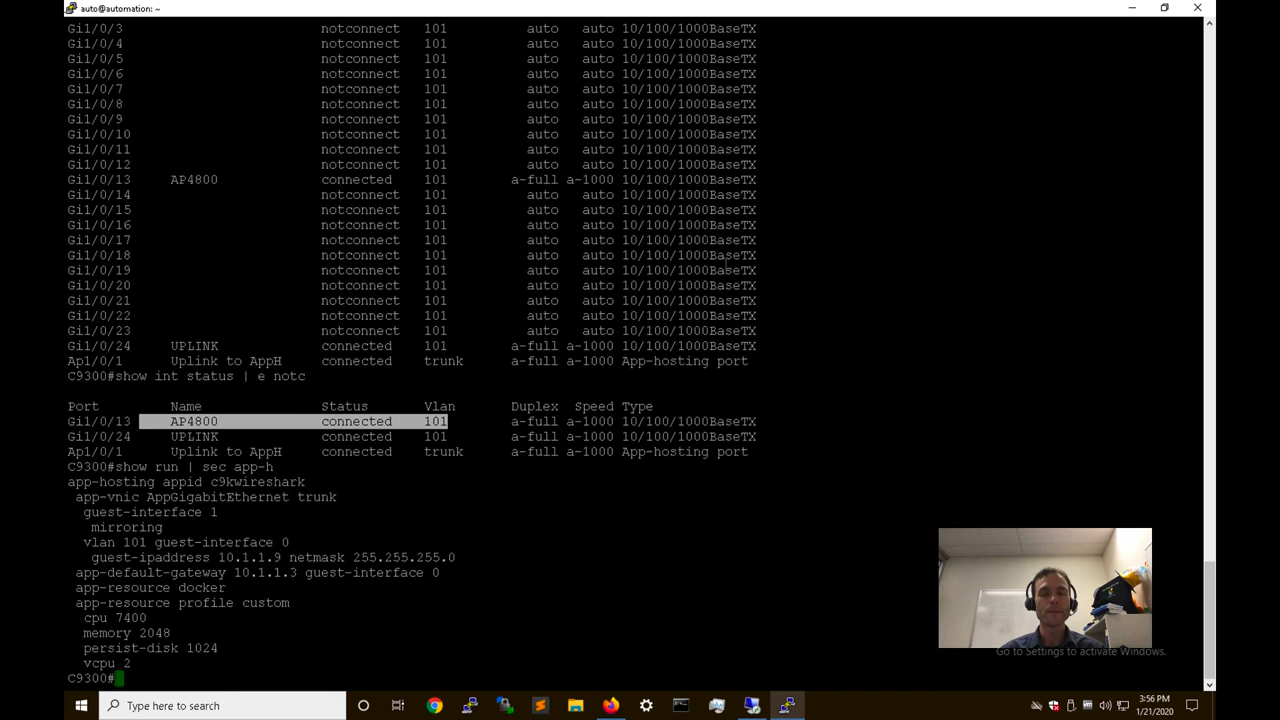 auto@automation: ~
Gi1/0/3 notconnect 101 auto auto 10/100/1000BaseTX
Gi1/0/4 notconnect 101 auto auto 10/100/1000BaseTX
Gi1/0/5 notconnect 101 auto auto 10/100/1000BaseTX
Gi1/0/6 notconnect 101 auto auto 10/100/1000BaseTX
Gi1/0/7 notconnect 101 auto auto 10/100/1000BaseTX
Gi1/0/8 notconnect 101 auto auto 10/100/1000BaseTX
Gi1/0/9 notconnect 101 auto auto 10/100/1000BaseTX
Gi1/0/10 notconnect 101 auto auto 10/100/1000BaseTX
Gi1/0/11 notconnect 101 auto auto 10/100/1000BaseTX
Gi1/0/12 notconnect 101 auto auto 10/100/1000BaseTX
Gi1/0/13 AP4800 connected 101 a-full a-1000 10/100/1000BaseTX
Gi1/0/14 notconnect 101 auto auto 10/100/1000BaseTX
Gi1/0/15 notconnect 101 auto auto 10/100/1000BaseTX
Gi1/0/16 notconnect 101 auto auto 10/100/1000BaseTX
Gi1/0/17 notconnect 101 auto auto 10/100/1000BaseTX
Gi1/0/18 notconnect 101 auto auto 10/100/1000BaseTX
Gi1/0/19 notconnect 101 auto auto 10/100/1000BaseTX
Gi1/0/20 notconnect 101 auto auto 10/100/1000BaseTX
Gi1/0/21 notconnect 101 auto auto 10/100/1000BaseTX
Gi1/0/22 notconnect 101 auto auto 10/100/1000BaseTX
Gi1/0/23 notconnect 101 auto auto 10/100/1000BaseTX
Gi1/0/24 UPLINK connected 101 a-full a-1000 10/100/1000BaseTX
Ap1/0/1 Uplink to AppH connected trunk a-full a-1000 App-hosting port
C9300#show int status | e notc
Port Name Status Vlan Duplex Speed Type
Gi1/0/13 AP4800 connected 101 a-full a-1000 10/100/1000BaseTX
Gi1/0/24 UPLINK connected 101 a-full a-1000 10/100/1000BaseTX
Ap1/0/1 Uplink to AppH connected trunk a-full a-1000 App-hosting port
C9300#show run | sec app-h
app-hosting appid c9kwireshark
app-vnic AppGigabitEthernet trunk
guest-interface 1
mirroring
vlan 101 guest-interface 0
guest-ipaddress 10.1.1.9 netmask 255.255.255.0
app-default-gateway 10.1.1.3 guest-interface 0
app-resource docker
app-resource profile custom
cpu 7400
memory 2048
persist-disk 1024
vcpu 2
C9300#
Go to Settings to activate Windows.
Type here to search
3:56 PM
1/21/2020